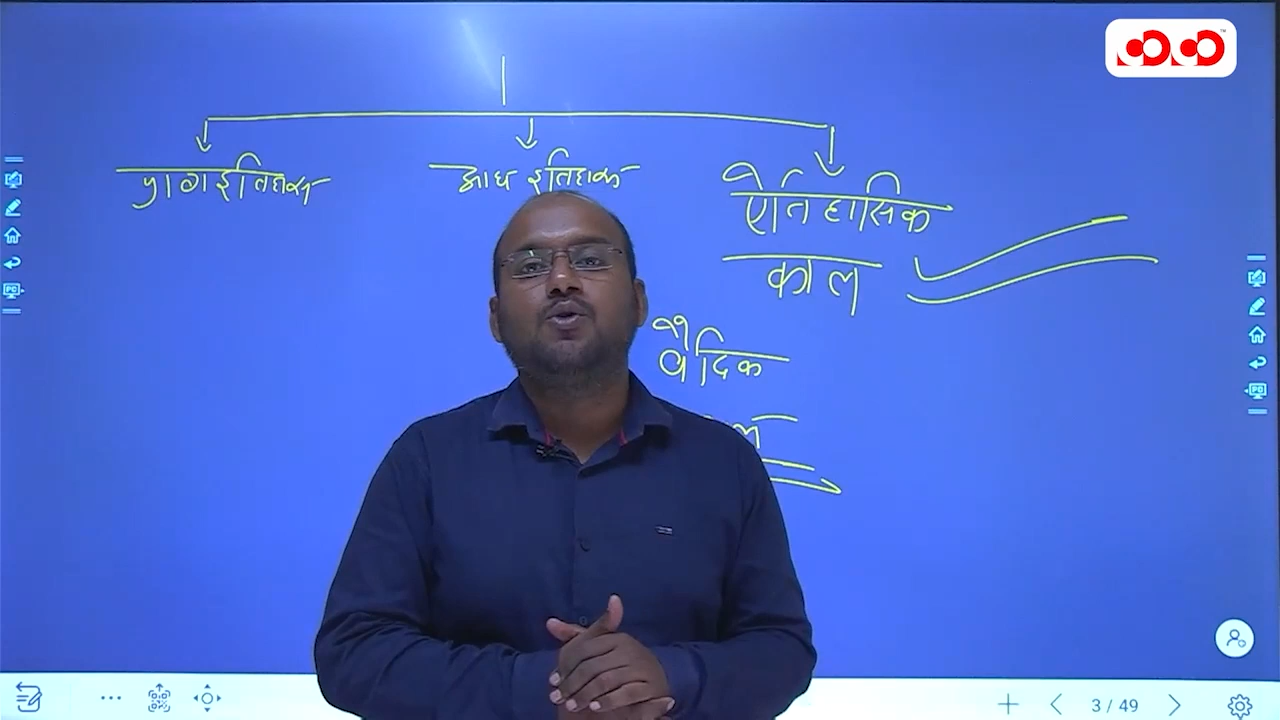 प्रागइतिहास
आध इतिहास
ऐतिहासिक
काल
वैदिक
3 / 49